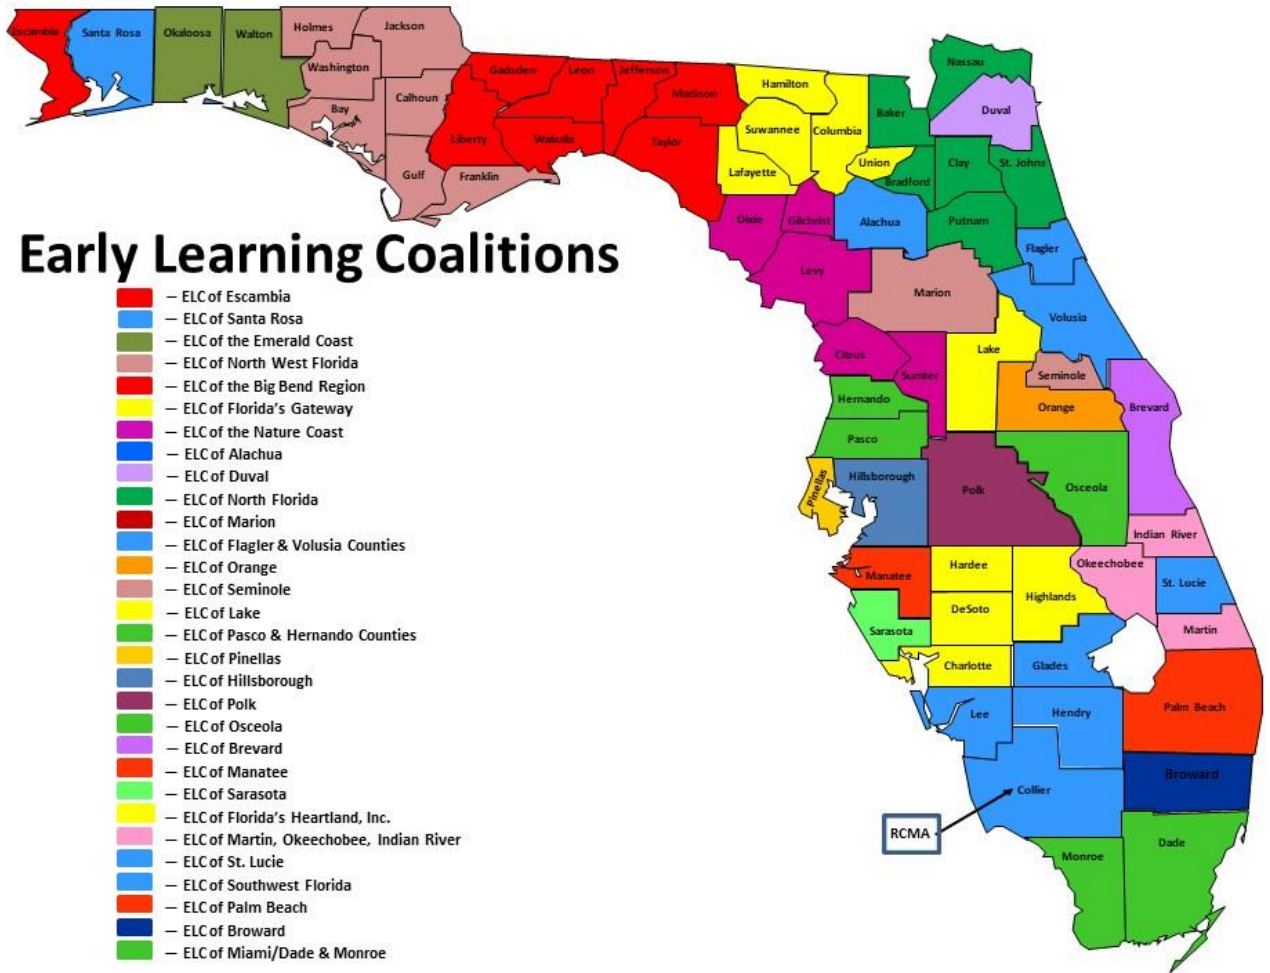 Escambia
Santa Rosa
Okaloosa
Walton
Holmes
Jackson
Washington
Bay
Calhoun
Gulf
Franklin
Gadsden
Liberty
Leon
Wakulla
Jefferson
Madison
Taylor
Hamilton
Suwannee
Columbia
Lafayette
Union
Baker
Nassau
Duval
Bradford
Clay
St. Johns
Putnam
Dixie
Gilchrist
Alachua
Levy
Marion
Flagler
Volusia
Citrus
Sumter
Lake
Seminole
Orange
Brevard
Hernando
Pasco
Pinellas
Hillsborough
Polk
Osceola
Indian River
Manatee
Hardee
Highlands
Okeechobee
St. Lucie
DeSoto
Sarasota
Martin
Charlotte
Glades
Lee
Hendry
Palm Beach
Collier
Broward
RCMA
Monroe
Dade
Early Learning Coalitions
– ELC of Escambia
– ELC of Santa Rosa
– ELC of the Emerald Coast
– ELC of North West Florida
– ELC of the Big Bend Region
– ELC of Florida's Gateway
– ELC of the Nature Coast
– ELC of Alachua
– ELC of Duval
– ELC of North Florida
– ELC of Marion
– ELC of Flagler & Volusia Counties
– ELC of Orange
– ELC of Seminole
– ELC of Lake
– ELC of Pasco & Hernando Counties
– ELC of Pinellas
– ELC of Hillsborough
– ELC of Polk
– ELC of Osceola
– ELC of Brevard
– ELC of Manatee
– ELC of Sarasota
– ELC of Florida's Heartland, Inc.
– ELC of Martin, Okeechobee, Indian River
– ELC of St. Lucie
– ELC of Southwest Florida
– ELC of Palm Beach
– ELC of Broward
– ELC of Miami/Dade & Monroe